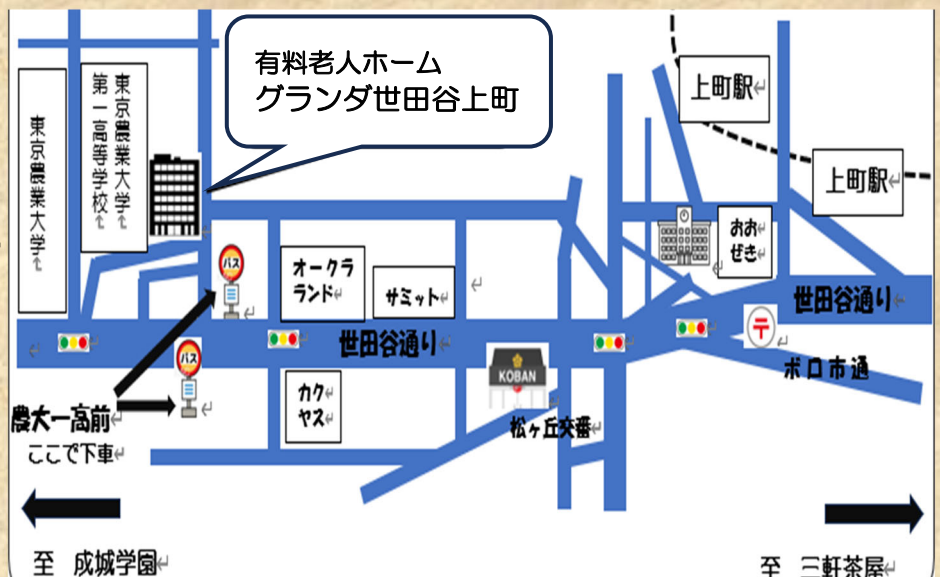 有料老人ホーム
グランダ世田谷上町
東京農業大学
東京農業大学
第一高等学校
上町駅
上町駅
おお
ぜき
バス
オークラ
ランド
サミット
世田谷通り
世田谷通り
〒
ボロ市通
バス
カク
ヤス
KOBAN
松ヶ丘交番
農大一高前
ここで下車
至 成城学園
至 三軒茶屋